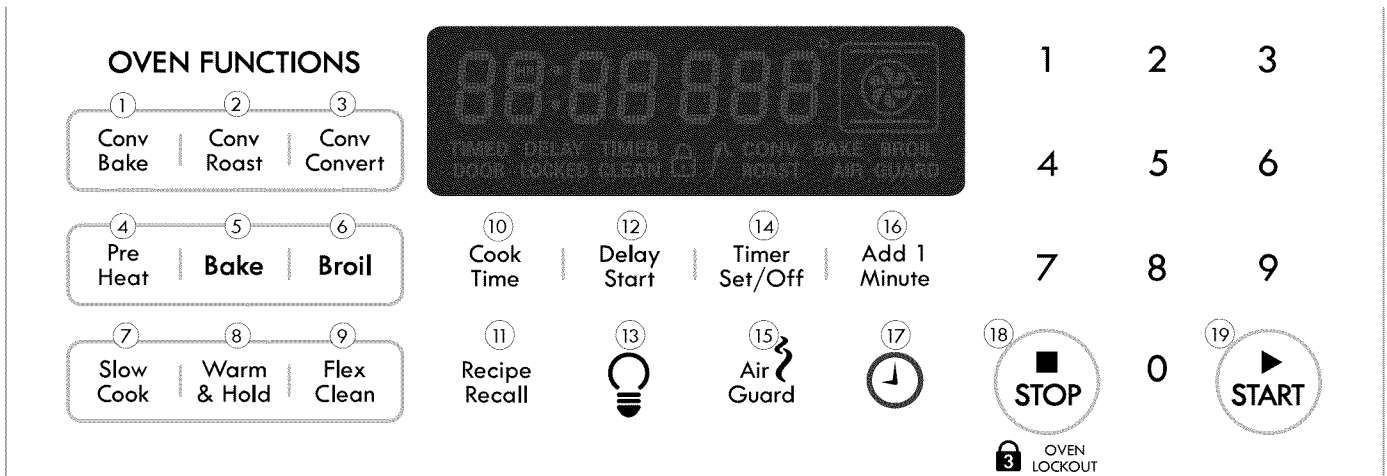 OVEN FUNCTIONS
1 2 3
Conv Conv Conv
Bake Roast Convert
4 5 6
Pre Bake Broil
Heat
7 8 9
Slow Warm Flex
Cook & Hold Clean
88:88 888°
HR
TIMED DELAY TIMER CONV BAKE BROIL
DOOR LOCKED CLEAN ROAST AIR GUARD
10 12 14 16
Cook Delay Timer Add 1
Time Start Set/Off Minute
11 13 15 17
Recipe Air
Recall Guard
1 2 3
4 5 6
7 8 9
18 0 19
STOP START
3 OVEN
LOCKOUT